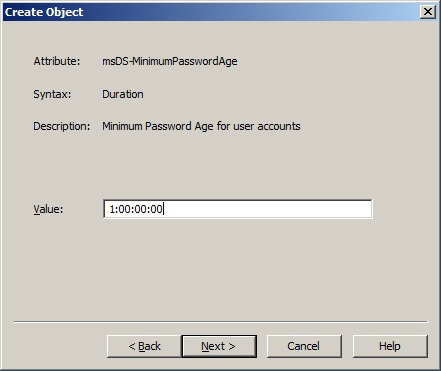 Create Object
Attribute: msDS-MinimumPasswordAge
Syntax: Duration
Description: Minimum Password Age for user accounts
Value: 1:00:00:00
< Back Next > Cancel Help